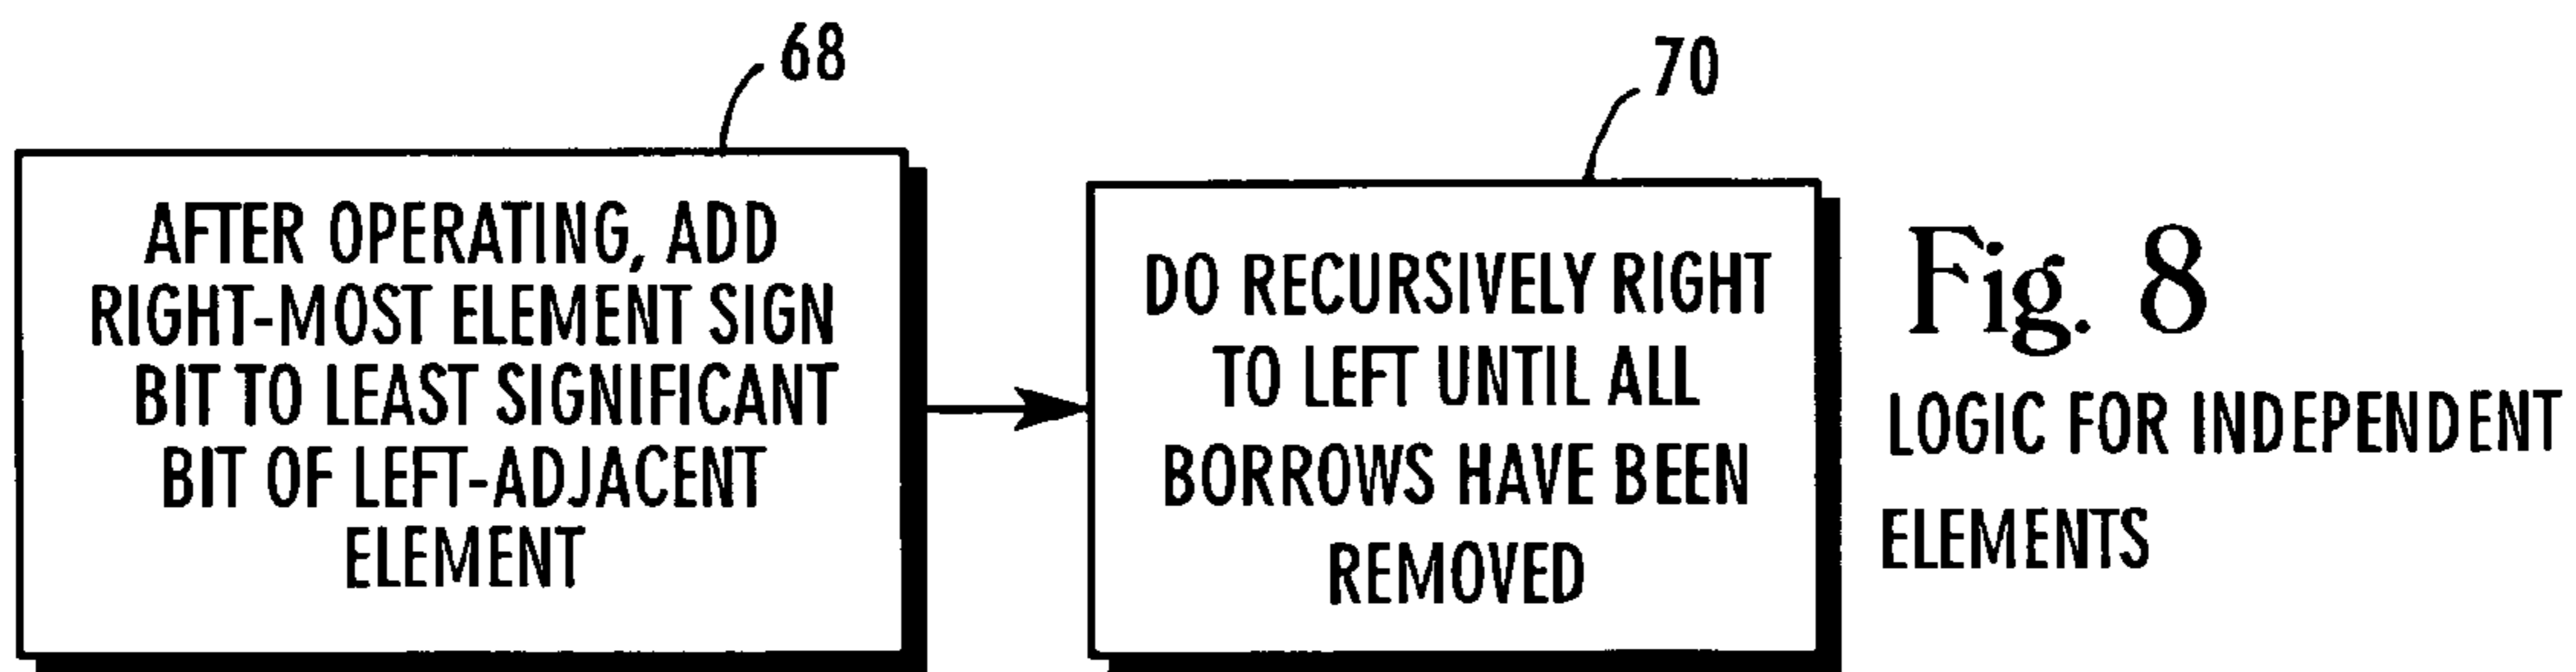 68
AFTER OPERATING, ADD
RIGHT-MOST ELEMENT SIGN
BIT TO LEAST SIGNIFICANT
BIT OF LEFT-ADJACENT
ELEMENT
70
DO RECURSIVELY RIGHT
TO LEFT UNTIL ALL
BORROWS HAVE BEEN
REMOVED
Fig. 8
LOGIC FOR INDEPENDENT
ELEMENTS